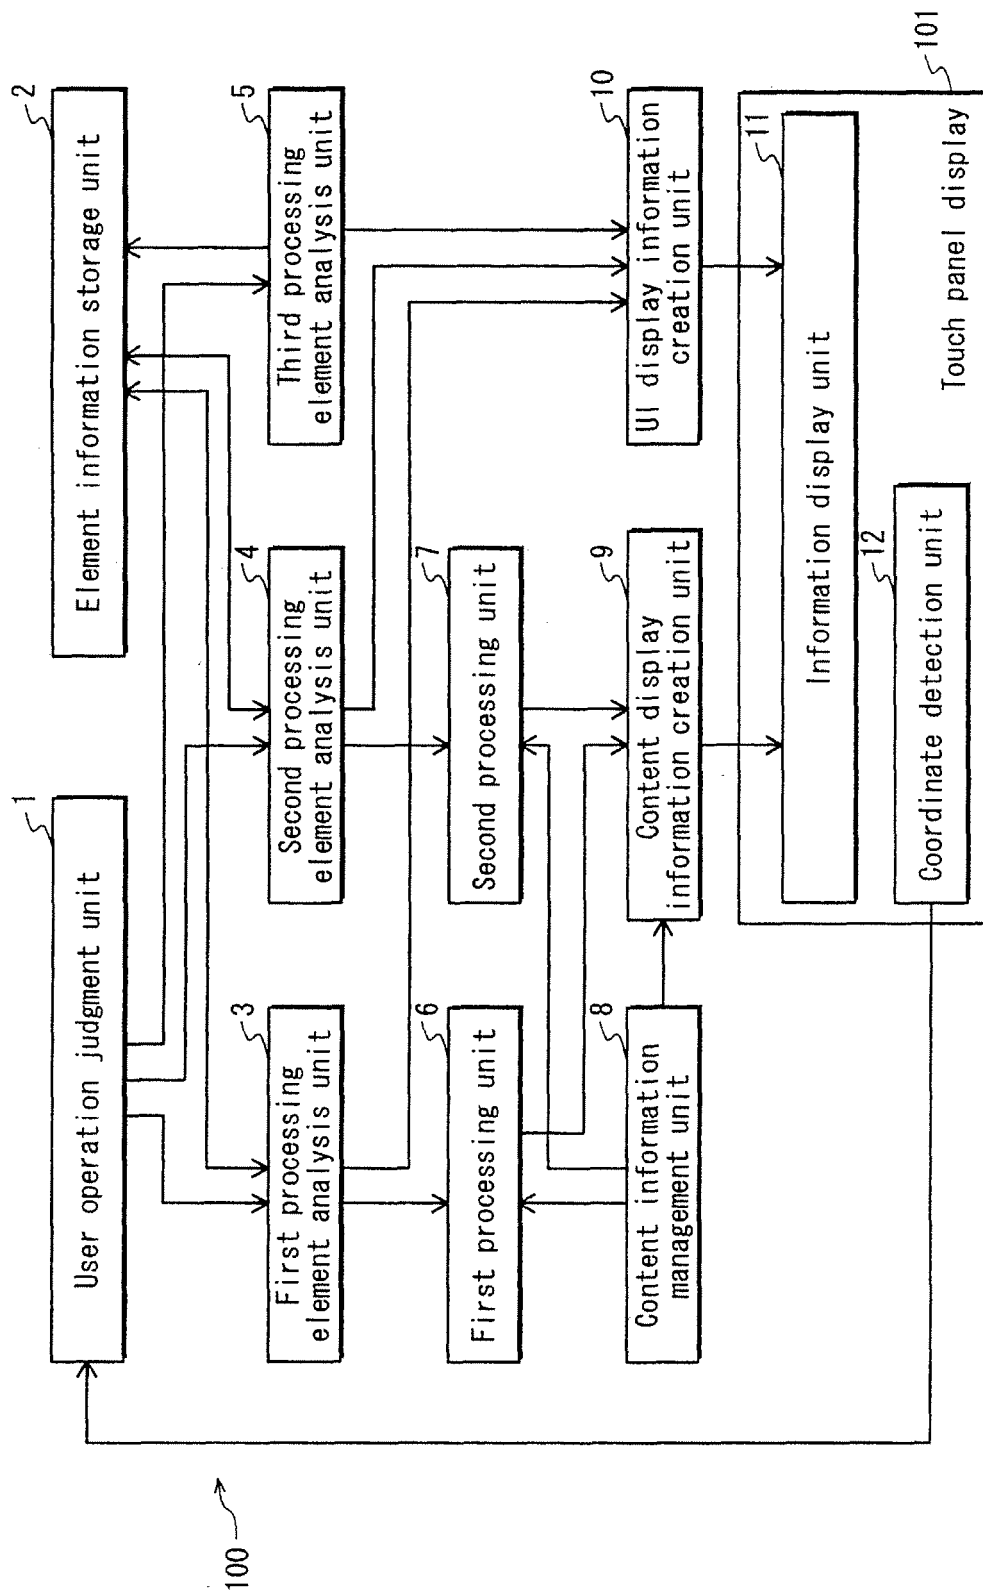 100
1
User operation judgment unit
2
Element information storage unit
3
First processing
element analysis unit
4
Second processing
element analysis unit
5
Third processing
element analysis unit
6
First processing unit
7
Second processing unit
8
Content information
management unit
9
Content display
information creation unit
10
UI display information
creation unit
11
Information display unit
12
Coordinate detection unit
Touch panel display
101